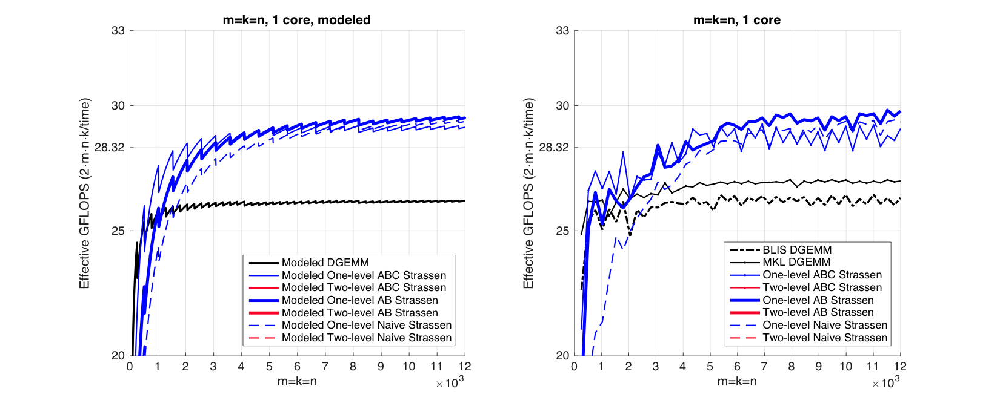 m=k=n, 1 core, modeled
33
30
28.32
25
20
Effective GFLOPS (2·m·n·k/time)
Modeled DGEMM
Modeled One-level ABC Strassen
Modeled Two-level ABC Strassen
Modeled One-level AB Strassen
Modeled Two-level AB Strassen
Modeled One-level Naive Strassen
Modeled Two-level Naive Strassen
0 1 2 3 4 5 6 7 8 9 10 11 12
m=k=n
×10³
m=k=n, 1 core
33
30
28.32
25
20
Effective GFLOPS (2·m·n·k/time)
BLIS DGEMM
MKL DGEMM
One-level ABC Strassen
Two-level ABC Strassen
One-level AB Strassen
Two-level AB Strassen
One-level Naive Strassen
Two-level Naive Strassen
0 1 2 3 4 5 6 7 8 9 10 11 12
m=k=n
×10³